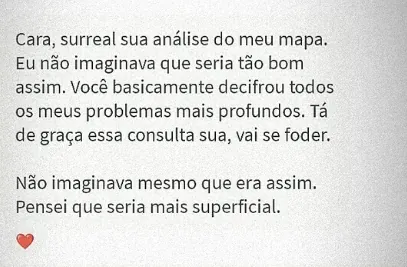 Cara, surreal sua análise do meu mapa.
Eu não imaginava que seria tão bom
assim. Você basicamente decifrou todos
os meus problemas mais profundos. Tá
de graça essa consulta sua, vai se foder.

Não imaginava mesmo que era assim.
Pensei que seria mais superficial.
❤️